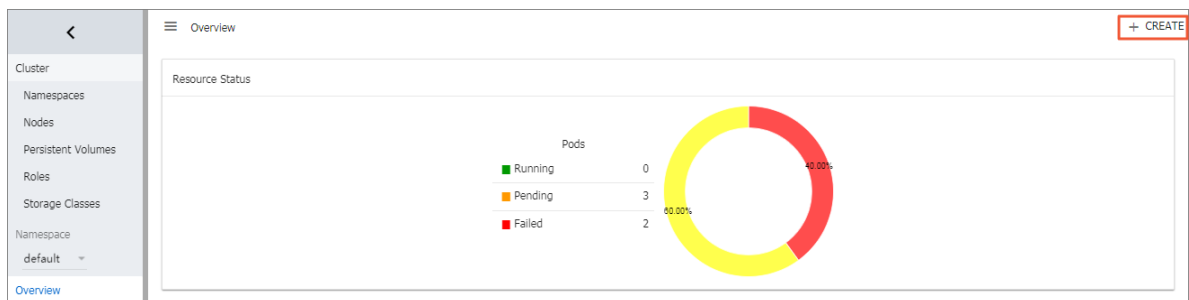 Overview
+ CREATE
Cluster
Namespaces
Nodes
Persistent Volumes
Roles
Storage Classes
Namespace
default
Overview
Resource Status
Pods
Running 0
Pending 3
Failed 2
40.00%
60.00%